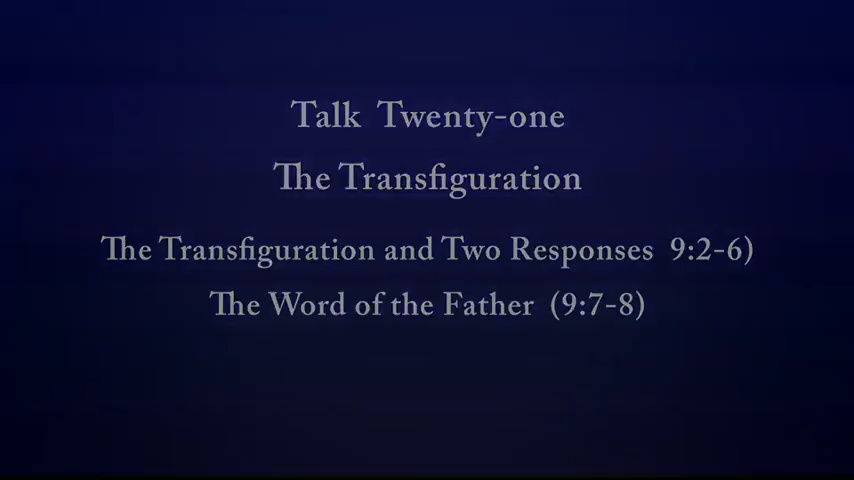 Talk Twenty-one
The Transfiguration
The Transfiguration and Two Responses 9:2-6)
The Word of the Father (9:7-8)